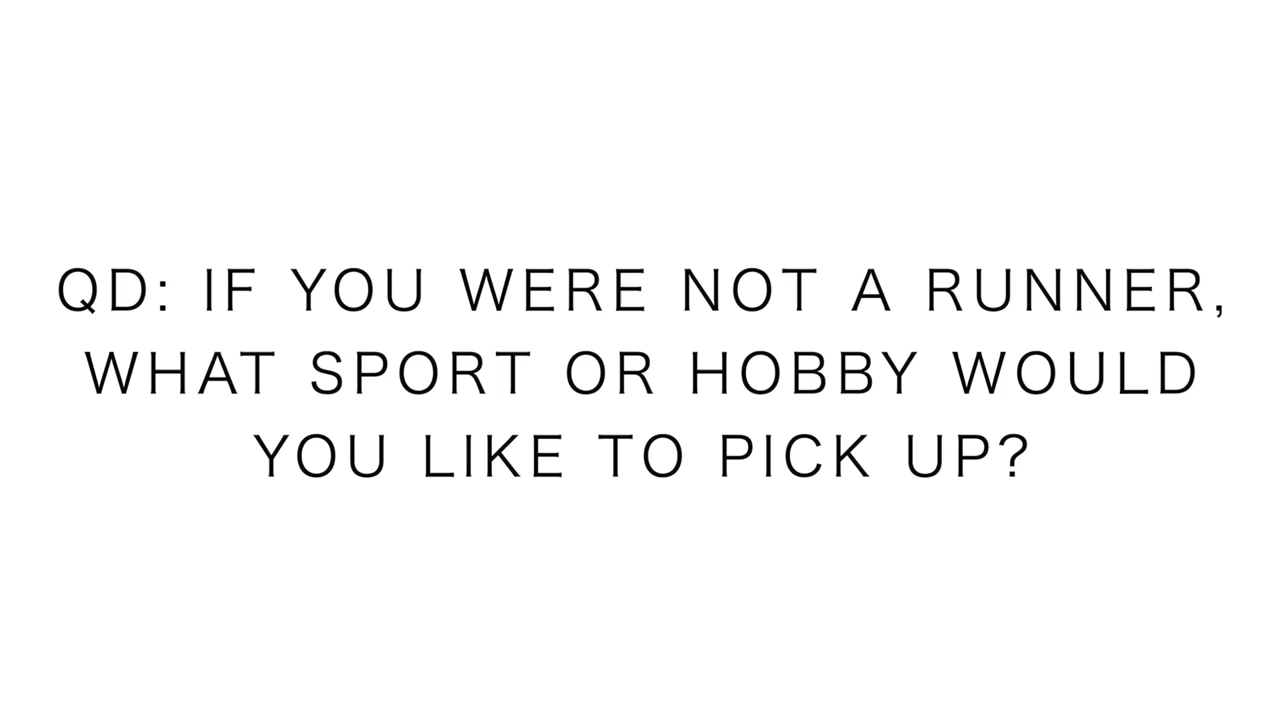 QD: IF YOU WERE NOT A RUNNER,
WHAT SPORT OR HOBBY WOULD
YOU LIKE TO PICK UP?